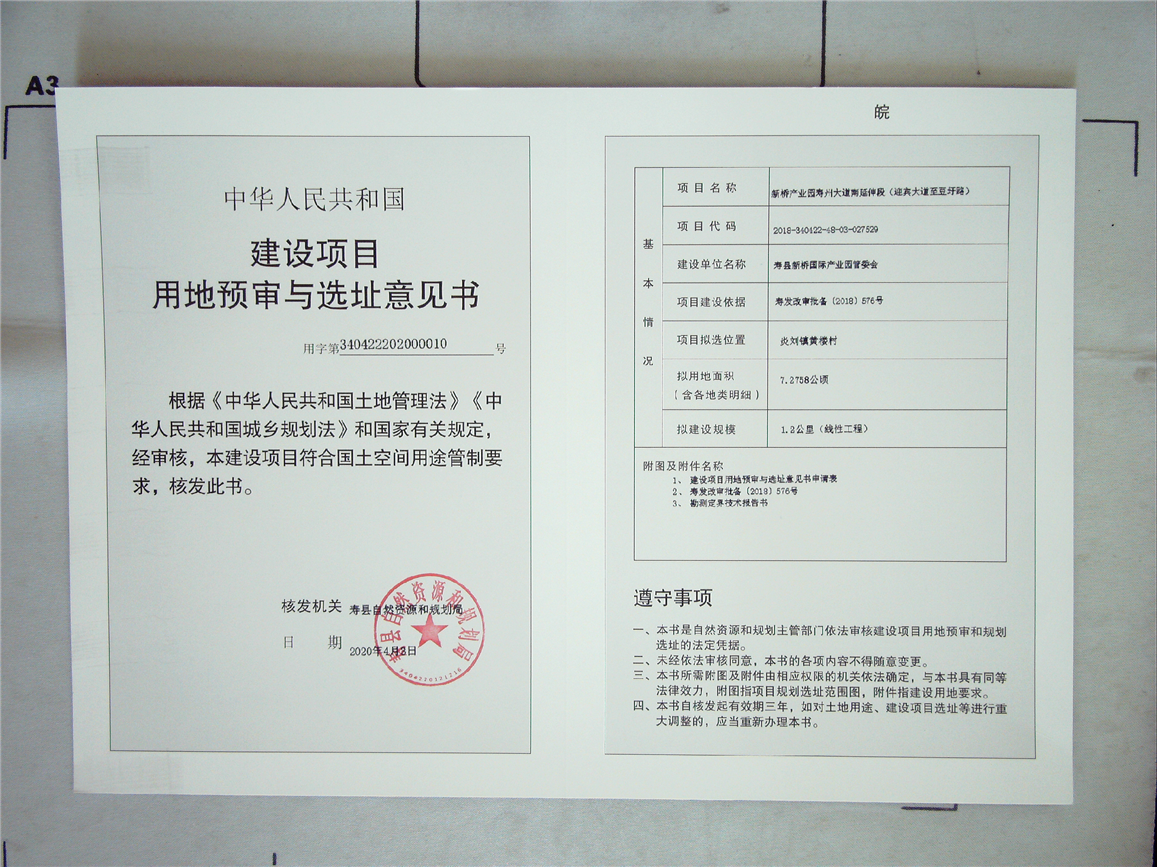 A3
皖
中华人民共和国
建设项目
用地预审与选址意见书
用字第340422202000010号
根据《中华人民共和国土地管理法》《中
华人民共和国城乡规划法》和国家有关规定，
经审核，本建设项目符合国土空间用途管制要
求，核发此书。
核发机关 寿县自然资源和规划局
日 期 2020年4月2日
寿县自然资源和规划局
基本情况
项目名称 新桥产业园寿州大道南延伸段（迎宾大道至豆圩路）
项目代码 2018-340422-48-03-027529
建设单位名称 寿县新桥国际产业园管委会
项目建设依据 寿发改审批备〔2018〕576号
项目拟选位置 炎刘镇黄楼村
拟用地面积
（含各地类明细） 7.2758公顷
拟建设规模 1.2公里（线性工程）
附图及附件名称
1、 建设项目用地预审与选址意见书申请表
2、 寿发改审批备〔2018〕576号
3、 勘测定界技术报告书
遵守事项
一、本书是自然资源和规划主管部门依法审核建设项目用地预审和规划
选址的法定凭据。
二、未经依法审核同意，本书的各项内容不得随意变更。
三、本书所需附图及附件由相应权限的机关依法确定，与本书具有同等
法律效力，附图指项目规划选址范围图，附件指建设用地要求。
四、本书自核发起有效期三年，如对土地用途、建设项目选址等进行重
大调整的，应当重新办理本书。